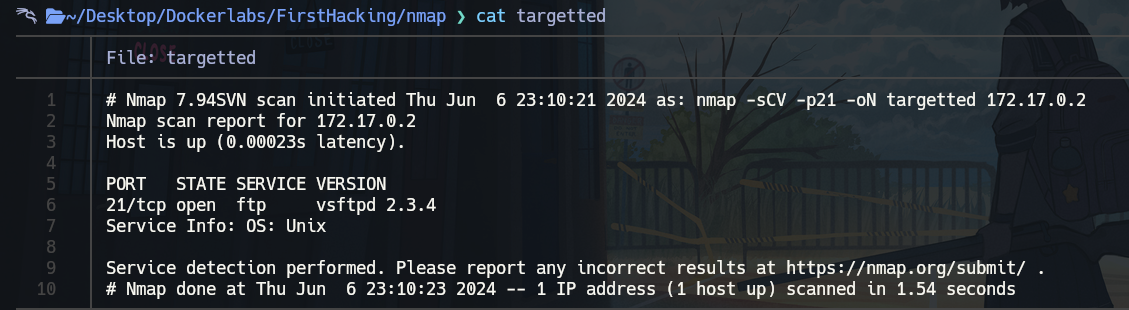 ~/Desktop/Dockerlabs/FirstHacking/nmap ❯ cat targetted
File: targetted
1 # Nmap 7.94SVN scan initiated Thu Jun  6 23:10:21 2024 as: nmap -sCV -p21 -oN targetted 172.17.0.2
2 Nmap scan report for 172.17.0.2
3 Host is up (0.00023s latency).
4
5 PORT   STATE SERVICE VERSION
6 21/tcp open  ftp     vsftpd 2.3.4
7 Service Info: OS: Unix
8
9 Service detection performed. Please report any incorrect results at https://nmap.org/submit/ .
10 # Nmap done at Thu Jun  6 23:10:23 2024 -- 1 IP address (1 host up) scanned in 1.54 seconds
CLOSE